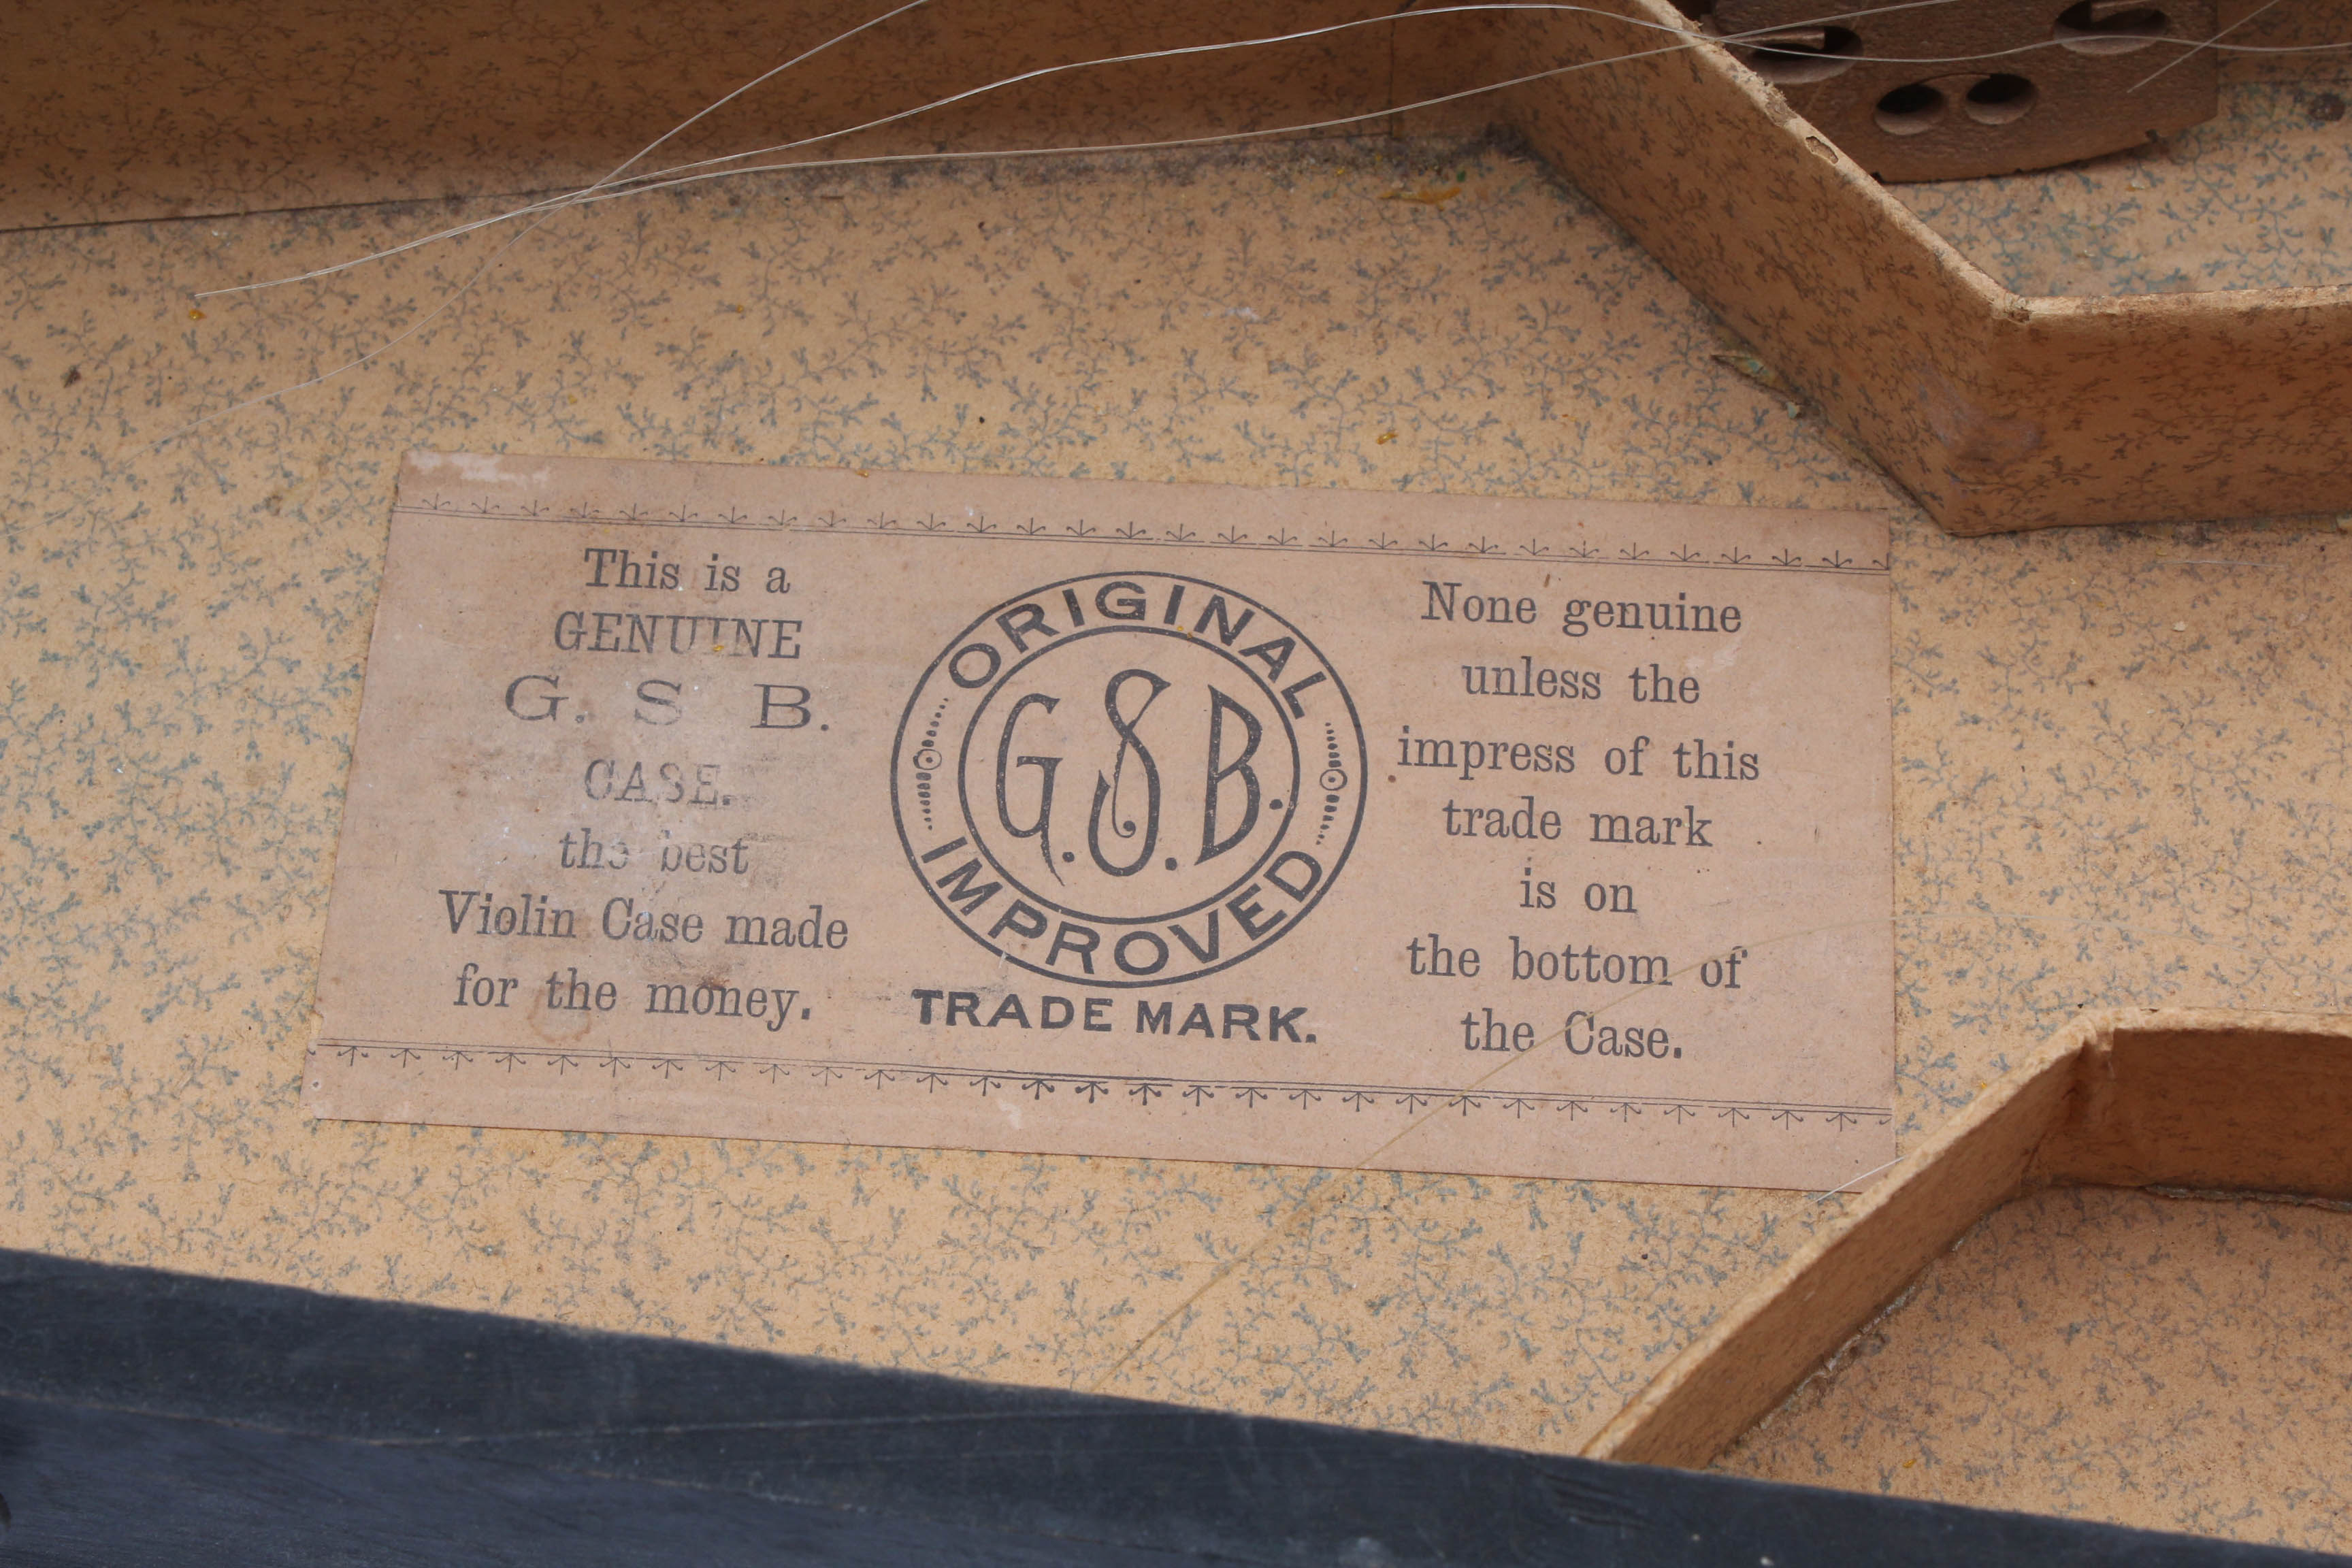 This is a
GENUINE
G. S B.
CASE.
the best
Violin Case made
for the money.
ORIGINAL
G.S.B.
IMPROVED
TRADE MARK.
None genuine
unless the
impress of this
trade mark
is on
the bottom of
the Case.